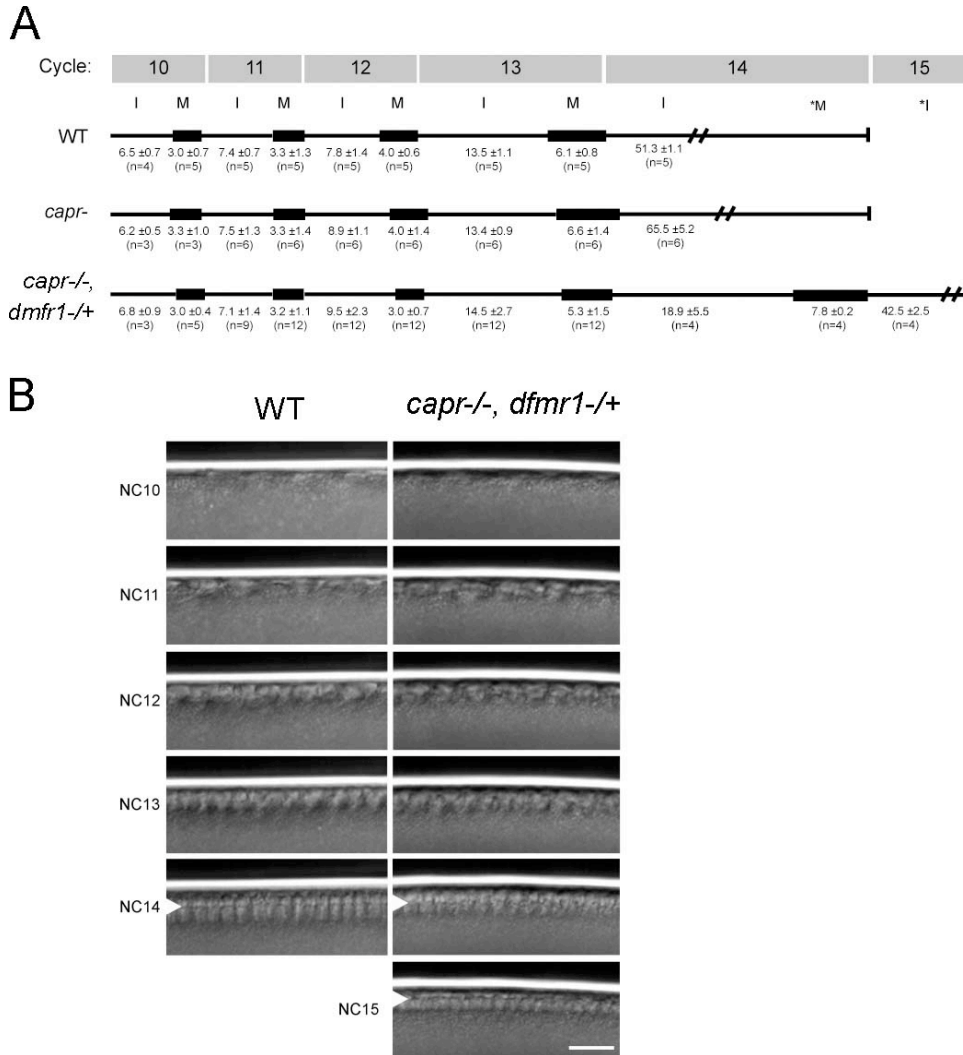 A
Cycle: 10 11 12 13 14 15
I M I M I M I M I *M *I
WT
6.5 ±0.7 3.0 ±0.7 7.4 ±0.7 3.3 ±1.3 7.8 ±1.4 4.0 ±0.6 13.5 ±1.1 6.1 ±0.8 51.3 ±1.1
(n=4) (n=5) (n=5) (n=5) (n=5) (n=5) (n=5) (n=5) (n=5)
capr-
6.2 ±0.5 3.3 ±1.0 7.5 ±1.3 3.3 ±1.4 8.9 ±1.1 4.0 ±1.4 13.4 ±0.9 6.6 ±1.4 65.5 ±5.2
(n=3) (n=3) (n=6) (n=6) (n=6) (n=6) (n=6) (n=6) (n=6)
capr-/-,
dmfr1-/+
6.8 ±0.9 3.0 ±0.4 7.1 ±1.4 3.2 ±1.1 9.5 ±2.3 3.0 ±0.7 14.5 ±2.7 5.3 ±1.5 18.9 ±5.5 7.8 ±0.2 42.5 ±2.5
(n=3) (n=5) (n=9) (n=12) (n=12) (n=12) (n=12) (n=12) (n=4) (n=4) (n=4)
B
WT capr-/-, dfmr1-/+
NC10
NC11
NC12
NC13
NC14
NC15